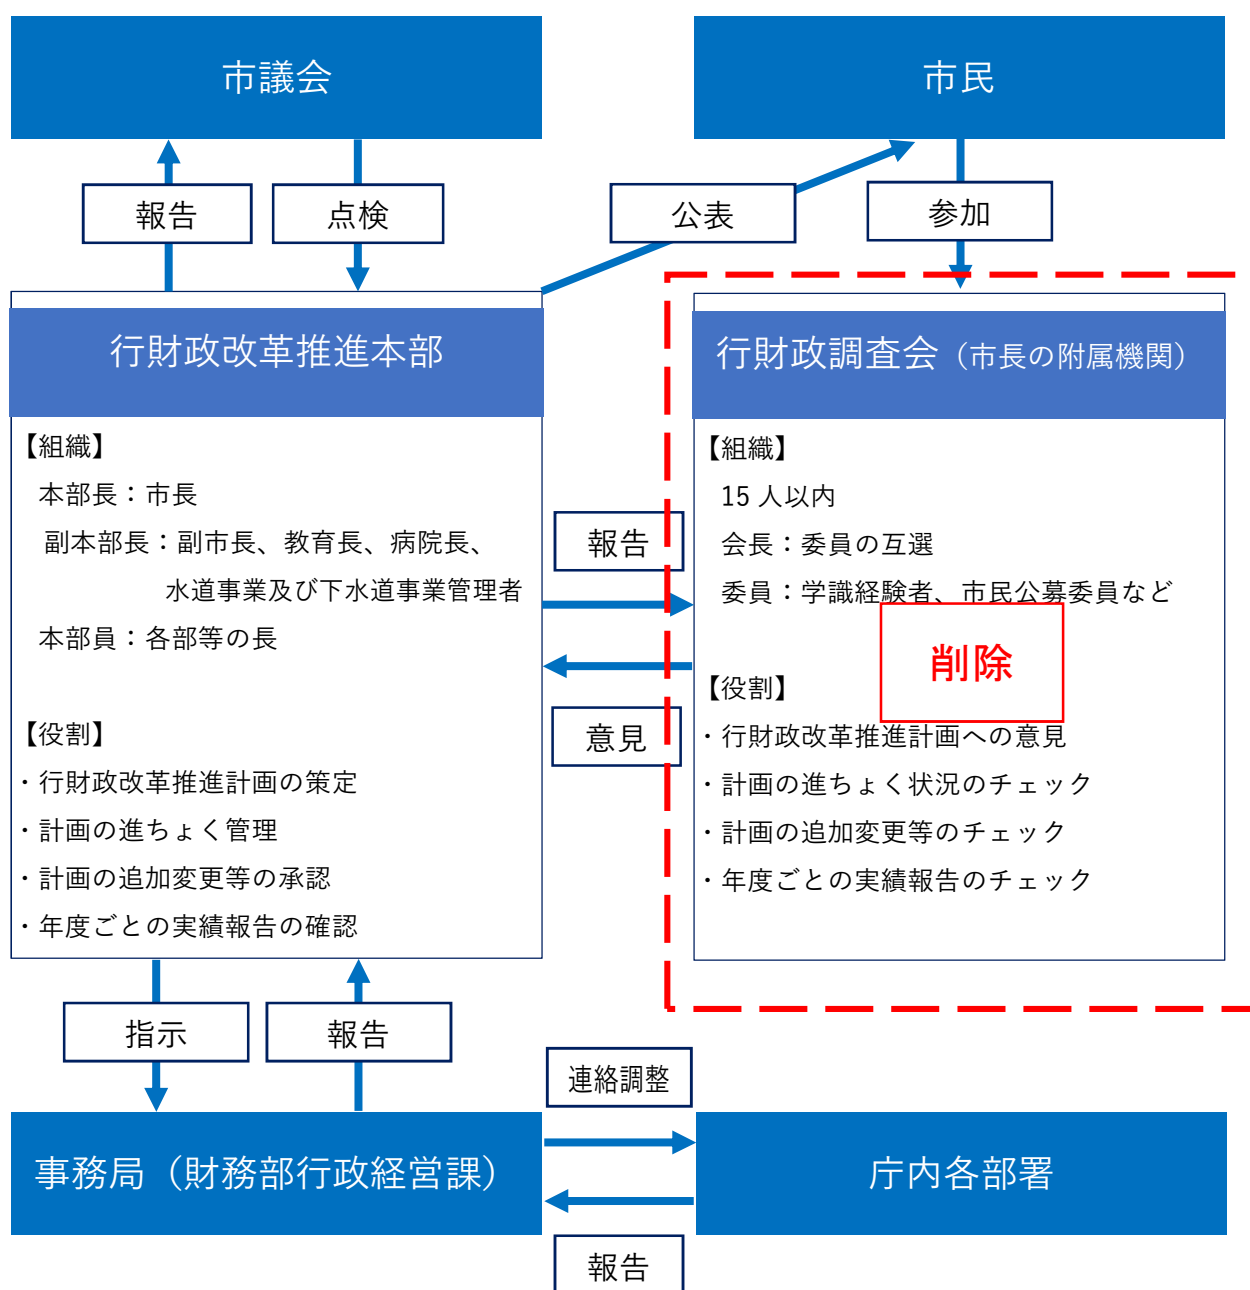 市議会
市民
報告
点検
公表
参加
行財政改革推進本部
【組織】
本部長：市長
副本部長：副市長、教育長、病院長、
水道事業及び下水道事業管理者
本部員：各部等の長
【役割】
・行財政改革推進計画の策定
・計画の進ちょく管理
・計画の追加変更等の承認
・年度ごとの実績報告の確認
報告
意見
行財政調査会（市長の附属機関）
【組織】
15 人以内
会長：委員の互選
委員：学識経験者、市民公募委員など
削除
【役割】
・行財政改革推進計画への意見
・計画の進ちょく状況のチェック
・計画の追加変更等のチェック
・年度ごとの実績報告のチェック
指示
報告
連絡調整
事務局（財務部行政経営課）
庁内各部署
報告